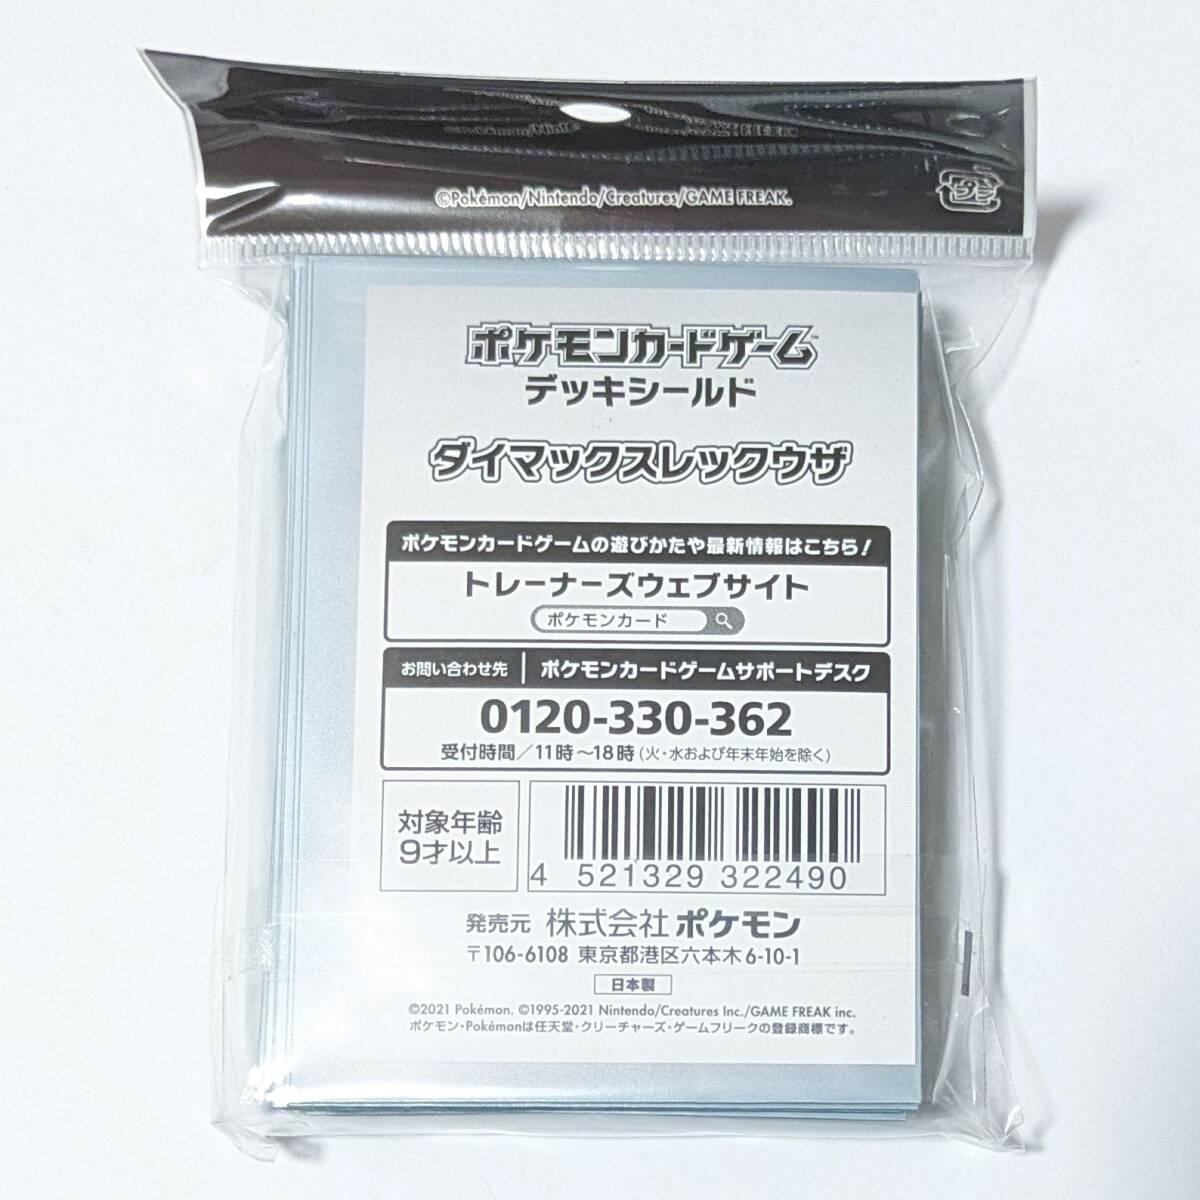 ©Pokémon/Nintendo/Creatures/GAME FREAK.
プラ
ポケモンカードゲーム™
デッキシールド
ダイマックスレックウザ
ポケモンカードゲームの遊びかたや最新情報はこちら!
トレーナーズウェブサイト
ポケモンカード
お問い合わせ先 | ポケモンカードゲームサポートデスク
0120-330-362
受付時間/11時~18時(火・水および年末年始を除く)
対象年齢
9才以上
4 521329 322490
発売元 株式会社 ポケモン
〒106-6108 東京都港区六本木6-10-1
日本製
©2021 Pokémon. ©1995-2021 Nintendo/Creatures Inc./GAME FREAK inc.
ポケモン・Pokémonは任天堂・クリーチャーズ・ゲームフリークの登録商標です。